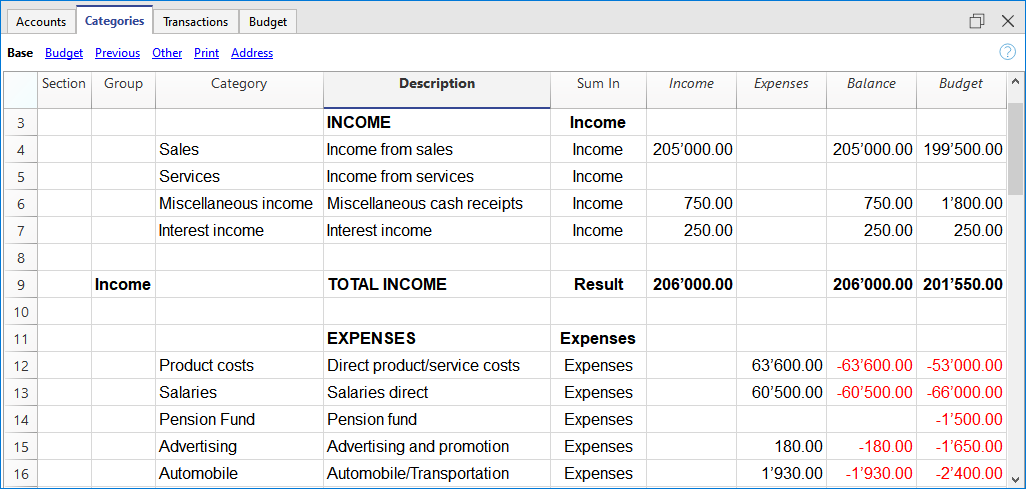 Accounts Categories Transactions Budget
Base Budget Previous Other Print Address ?
Section Group Category Description Sum In Income Expenses Balance Budget
3 INCOME Income
4 Sales Income from sales Income 205’000.00 205’000.00 199’500.00
5 Services Income from services Income
6 Miscellaneous income Miscellaneous cash receipts Income 750.00 750.00 1’800.00
7 Interest income Interest income Income 250.00 250.00 250.00
8
9 Income TOTAL INCOME Result 206’000.00 206’000.00 201’550.00
10
11 EXPENSES Expenses
12 Product costs Direct product/service costs Expenses 63’600.00 -63’600.00 -53’000.00
13 Salaries Salaries direct Expenses 60’500.00 -60’500.00 -66’000.00
14 Pension Fund Pension fund Expenses -1’500.00
15 Advertising Advertising and promotion Expenses 180.00 -180.00 -1’650.00
16 Automobile Automobile/Transportation Expenses 1’930.00 -1’930.00 -2’400.00